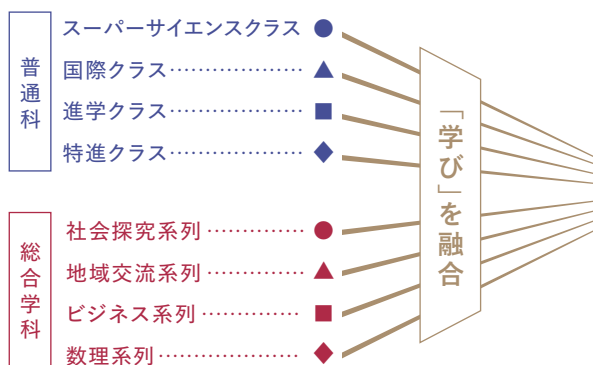 普通科
スーパーサイエンスクラス
国際クラス
進学クラス
特進クラス
総合学科
社会探究系列
地域交流系列
ビジネス系列
数理系列
「学び」を融合